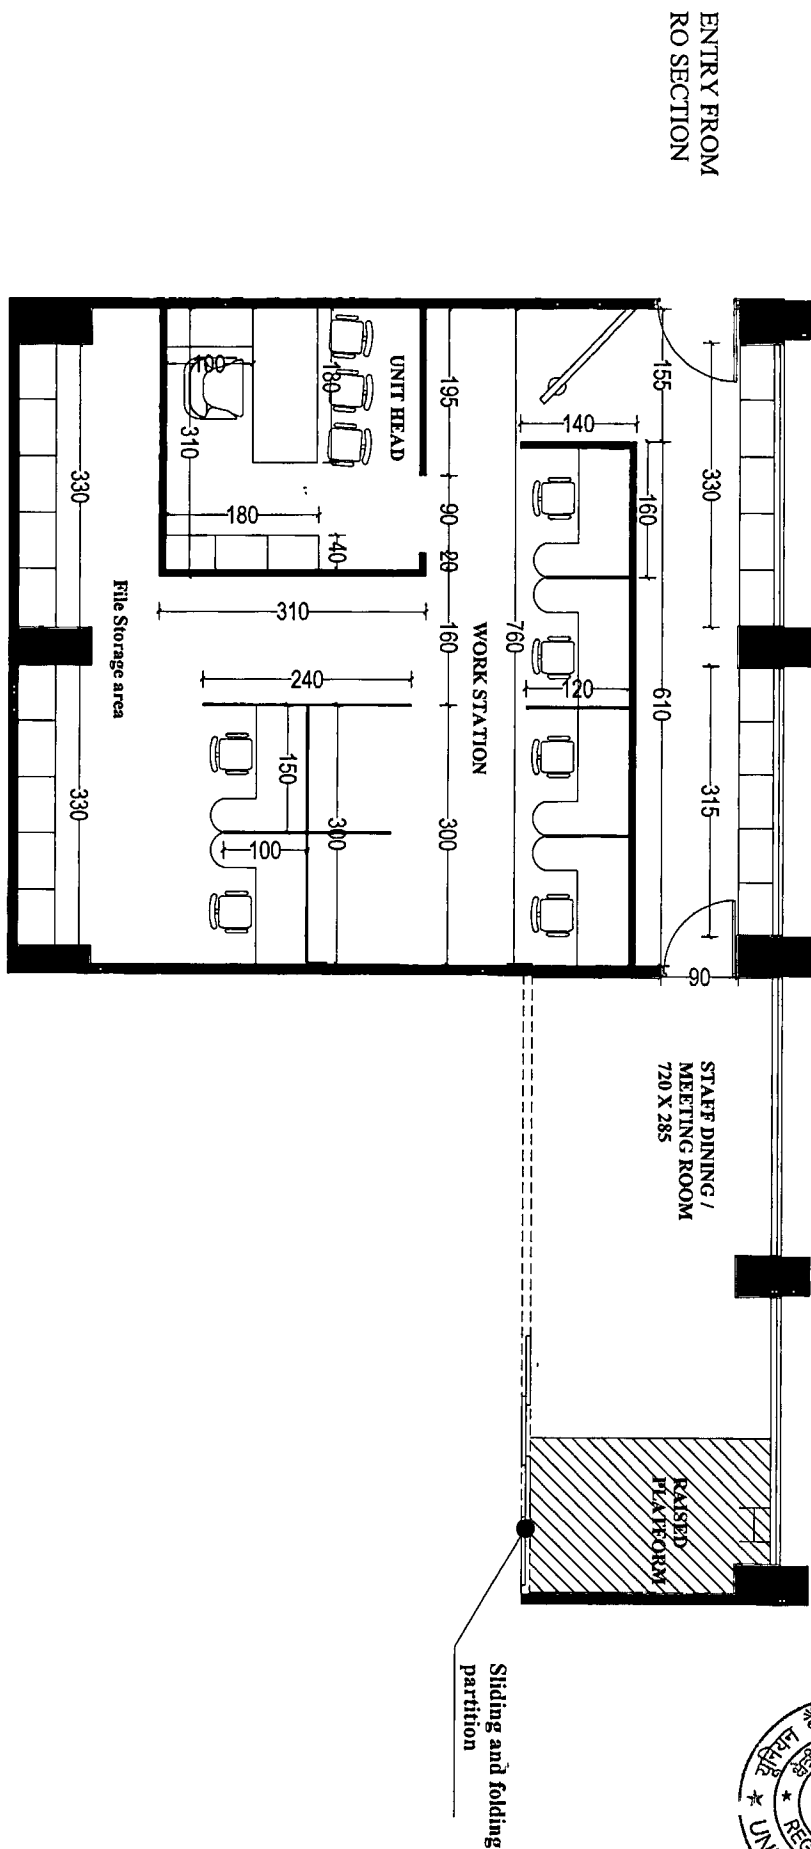 ENTRY FROM
RO SECTION
330
315
90
155
610
140
160
120
760
WORK STATION
195
90
20
160
300
UNIT HEAD
180
100
310
180
40
310
240
150
300
100
File Storage area
330
330
STAFF DINING /
MEETING ROOM
720 X 285
RAISED
PLATFORM
Sliding and folding
partition
यूनियन